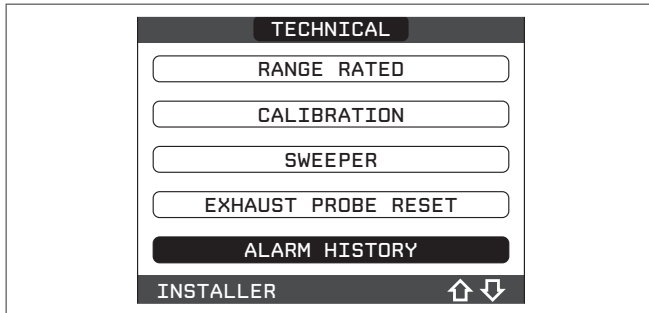 TECHNICAL
RANGE RATED
CALIBRATION
SWEEPER
EXHAUST PROBE RESET
ALARM HISTORY
INSTALLER